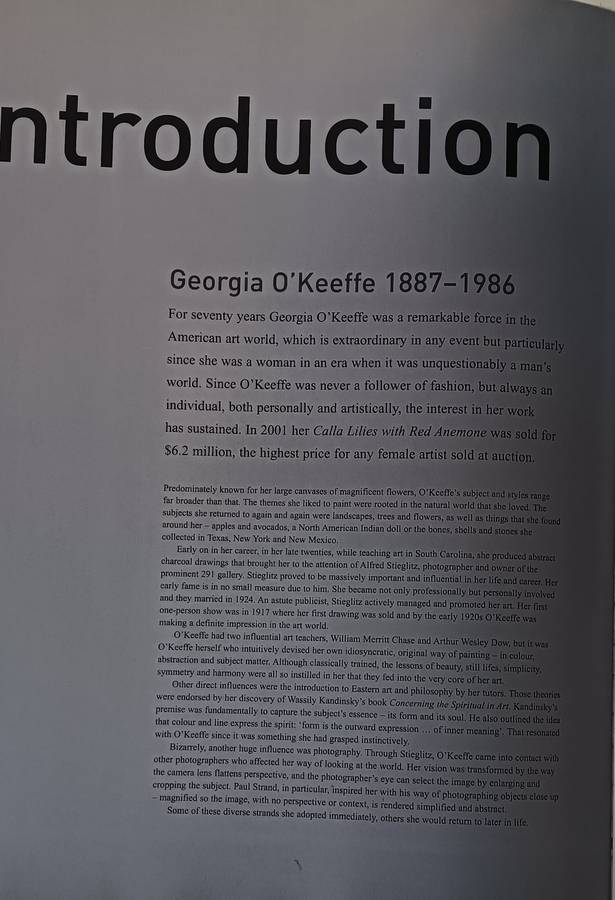 ntroduction
Georgia O'Keeffe 1887–1986
For seventy years Georgia O'Keeffe was a remarkable force in the
American art world, which is extraordinary in any event but particularly
since she was a woman in an era when it was unquestionably a man's
world. Since O'Keeffe was never a follower of fashion, but always an
individual, both personally and artistically, the interest in her work
has sustained. In 2001 her Calla Lilies with Red Anemone was sold for
$6.2 million, the highest price for any female artist sold at auction.
Predominately known for her large canvases of magnificent flowers, O'Keeffe's subject and styles range
far broader than that. The themes she liked to paint were rooted in the natural world that she loved. The
subjects she returned to again and again were landscapes, trees and flowers, as well as things that she found
around her – apples and avocados, a North American Indian doll or the bones, shells and stones she
collected in Texas, New York and New Mexico.
Early on in her career, in her late twenties, while teaching art in South Carolina, she produced abstract
charcoal drawings that brought her to the attention of Alfred Stieglitz, photographer and owner of the
prominent 291 gallery. Stieglitz proved to be massively important and influential in her life and career. Her
early fame is in no small measure due to him. She became not only professionally but personally involved
and they married in 1924. An astute publicist, Stieglitz actively managed and promoted her art. Her first
one-person show was in 1917 where her first drawing was sold and by the early 1920s O'Keeffe was
making a definite impression in the art world.
O'Keeffe had two influential art teachers, William Merritt Chase and Arthur Wesley Dow, but it was
O'Keeffe herself who intuitively devised her own idiosyncratic, original way of painting – in colour,
abstraction and subject matter. Although classically trained, the lessons of beauty, still lifes, simplicity,
symmetry and harmony were all so instilled in her that they fed into the very core of her art.
Other direct influences were the introduction to Eastern art and philosophy by her tutors. Those theories
were endorsed by her discovery of Wassily Kandinsky's book Concerning the Spiritual in Art. Kandinsky's
premise was fundamentally to capture the subject's essence – its form and its soul. He also outlined the idea
that colour and line express the spirit: 'form is the outward expression … of inner meaning'. That resonated
with O'Keeffe since it was something she had grasped instinctively.
Bizarrely, another huge influence was photography. Through Stieglitz, O'Keeffe came into contact with
other photographers who affected her way of looking at the world. Her vision was transformed by the way
the camera lens flattens perspective, and the photographer's eye can select the image by enlarging and
cropping the subject. Paul Strand, in particular, inspired her with his way of photographing objects close up
– magnified so the image, with no perspective or context, is rendered simplified and abstract.
Some of these diverse strands she adopted immediately, others she would return to later in life.